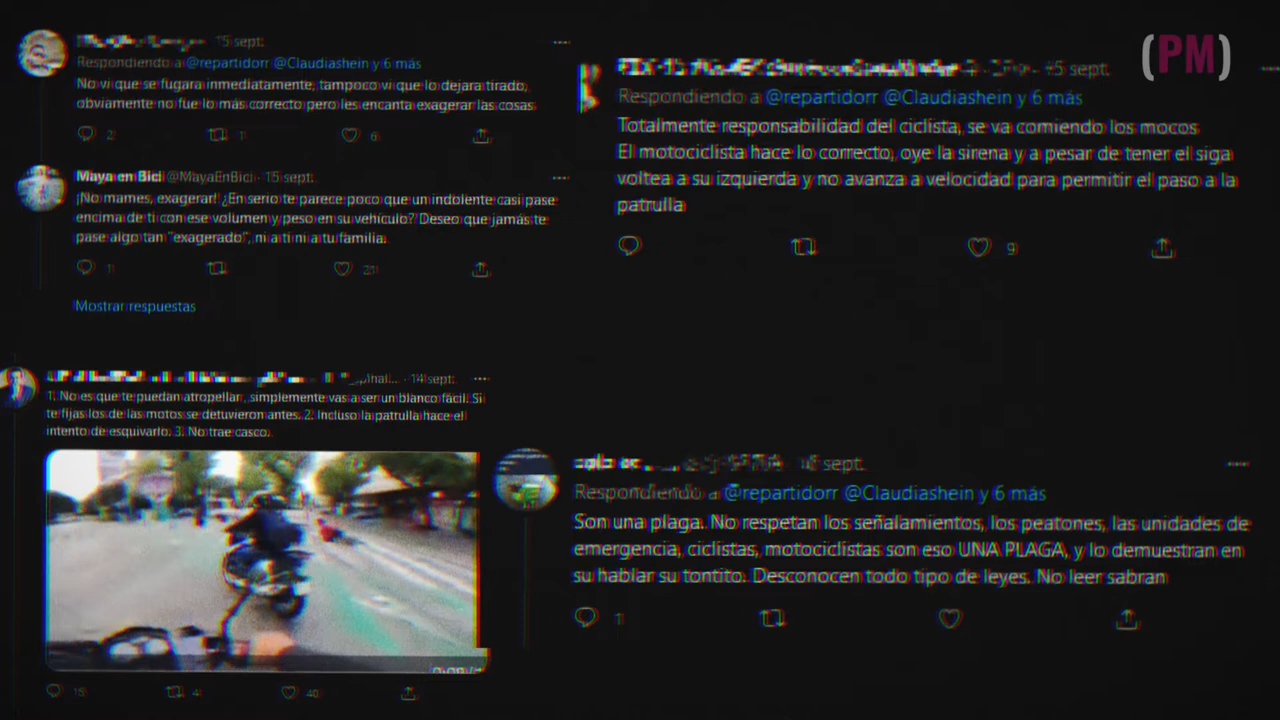 15 sept.
Respondiendo a @repartidorr @Claudiashein y 6 más
No vi que se fugara inmediatamente, tampoco vi que lo dejara tirado,
obviamente no fue lo más correcto pero les encanta exagerar las cosas
2 1 6
Maya en Bici @MayaEnBici · 15 sept.
¡No mames, exagerar! ¿En serio te parece poco que un indolente casi pase
encima de ti con ese volumen y peso en su vehículo? Deseo que jamás te
pase algo tan "exagerado", ni a ti ni a tu familia.
1 21
Mostrar respuestas
14 sept.
1. No es que te puedan atropellar, simplemente vas a ser un blanco fácil. Si
te fijas los de las motos se detuvieron antes. 2. Incluso la patrulla hace el
intento de esquivarlo. 3. No trae casco.
40
(PM)
15 sept.
Respondiendo a @repartidorr @Claudiashein y 6 más
Totalmente responsabilidad del ciclista, se va comiendo los mocos
El motociclista hace lo correcto, oye la sirena y a pesar de tener el siga
voltea a su izquierda y no avanza a velocidad para permitir el paso a la
patrulla
9
sept.
Respondiendo a @repartidorr @Claudiashein y 6 más
Son una plaga. No respetan los señalamientos, los peatones, las unidades de
emergencia, ciclistas, motociclistas son eso UNA PLAGA, y lo demuestran en
su hablar su tontito. Desconocen todo tipo de leyes. No leer sabran
1